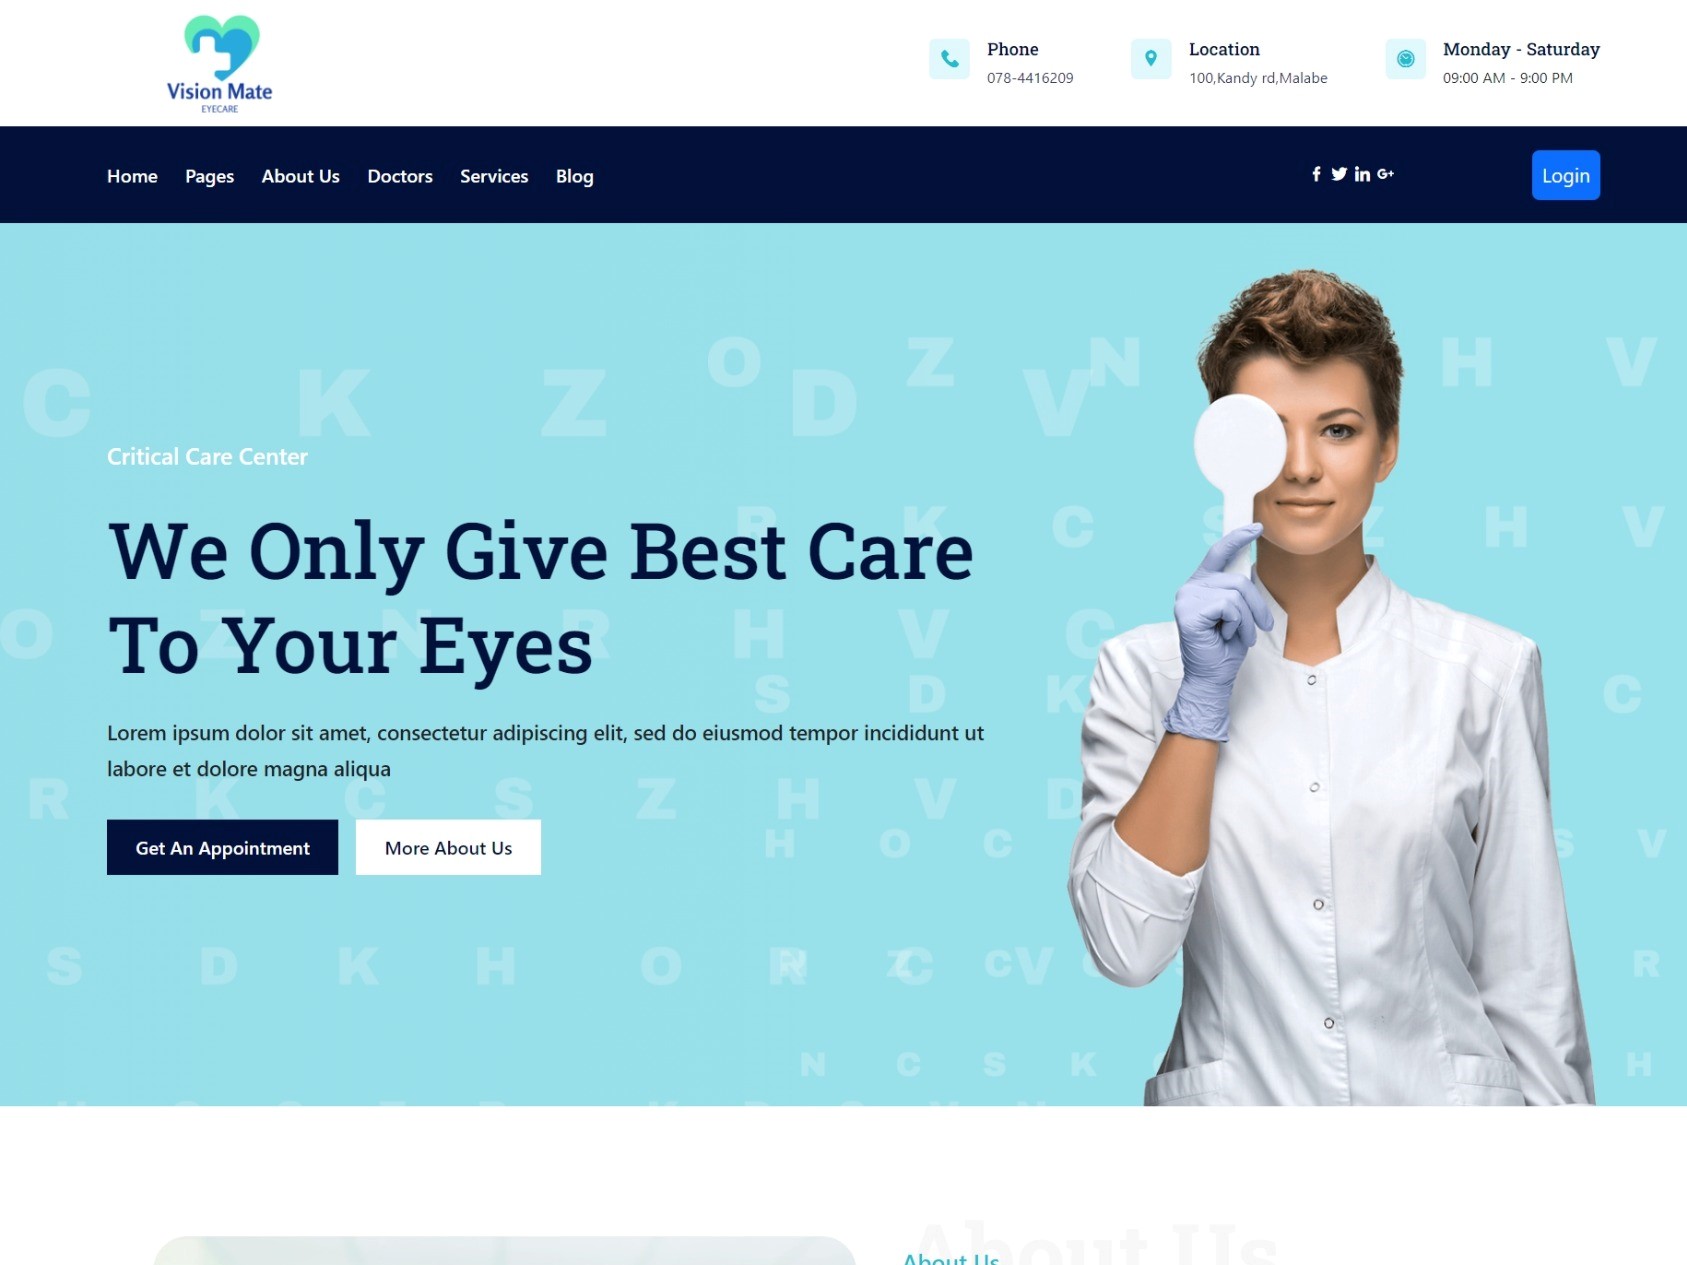 Vision Mate
EYECARE
Phone
078-4416209
Location
100,Kandy rd,Malabe
Monday - Saturday
09:00 AM - 9:00 PM
Home Pages About Us Doctors Services Blog
f in G+
Login
O Z N H V
C K Z D V
Critical Care Center
R K C S Z H V
We Only Give Best Care
O Z N R H V C
To Your Eyes
S D K C
Lorem ipsum dolor sit amet, consectetur adipiscing elit, sed do eiusmod tempor incididunt ut
labore et dolore magna aliqua
R K C S Z H V D
H O C S V
Get An Appointment
More About Us
S D K H O R C V
Z C R
N C S K H
About Us
About Us